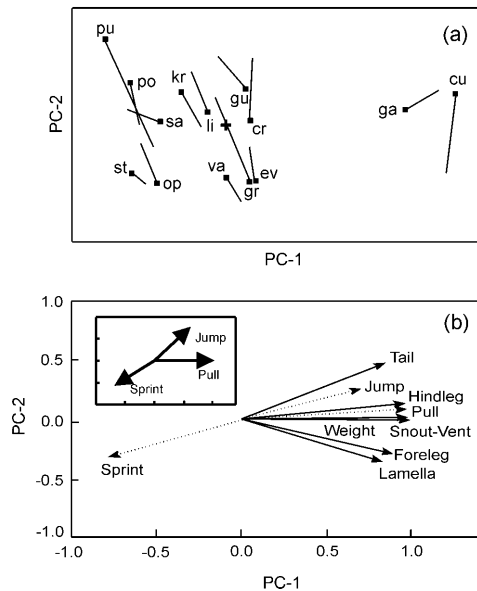 (a)
pu
po
kr
gu
cu
sa
li
cr
ga
st
op
va
gr
ev
PC-2
PC-1
(b)
1.0
0.5
0.0
-0.5
-1.0
PC-2
Jump
Pull
Sprint
Tail
Jump
Hindleg
Pull
Weight
Snout-Vent
Foreleg
Lamella
Sprint
-1.0
-0.5
0.0
0.5
1.0
PC-1